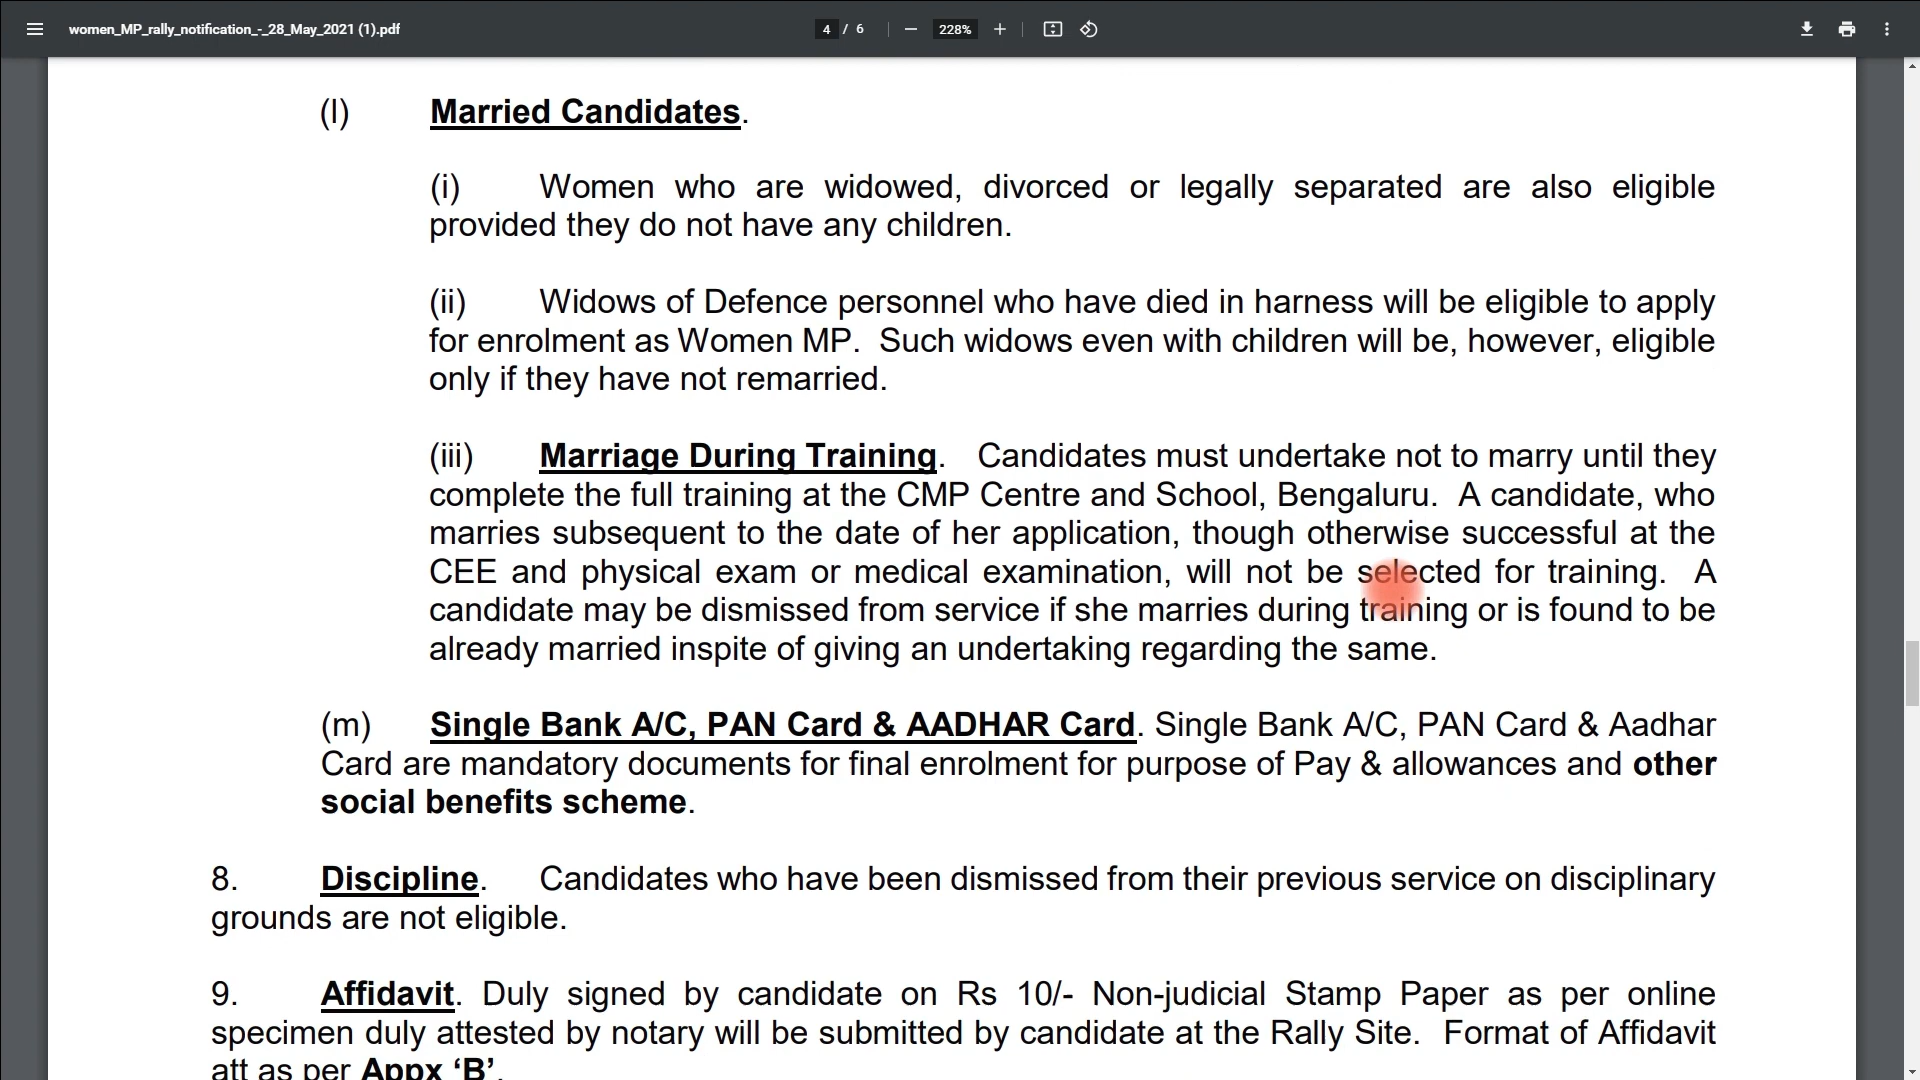 women_MP_rally_notification_-_28_May_2021 (1).pdf
4 / 6
228%
(l) Married Candidates.
(i) Women who are widowed, divorced or legally separated are also eligible
provided they do not have any children.
(ii) Widows of Defence personnel who have died in harness will be eligible to apply
for enrolment as Women MP. Such widows even with children will be, however, eligible
only if they have not remarried.
(iii) Marriage During Training. Candidates must undertake not to marry until they
complete the full training at the CMP Centre and School, Bengaluru. A candidate, who
marries subsequent to the date of her application, though otherwise successful at the
CEE and physical exam or medical examination, will not be selected for training. A
candidate may be dismissed from service if she marries during training or is found to be
already married inspite of giving an undertaking regarding the same.
(m) Single Bank A/C, PAN Card & AADHAR Card. Single Bank A/C, PAN Card & Aadhar
Card are mandatory documents for final enrolment for purpose of Pay & allowances and other
social benefits scheme.
8. Discipline. Candidates who have been dismissed from their previous service on disciplinary
grounds are not eligible.
9. Affidavit. Duly signed by candidate on Rs 10/- Non-judicial Stamp Paper as per online
specimen duly attested by notary will be submitted by candidate at the Rally Site. Format of Affidavit
att as per Appx ‘B’.